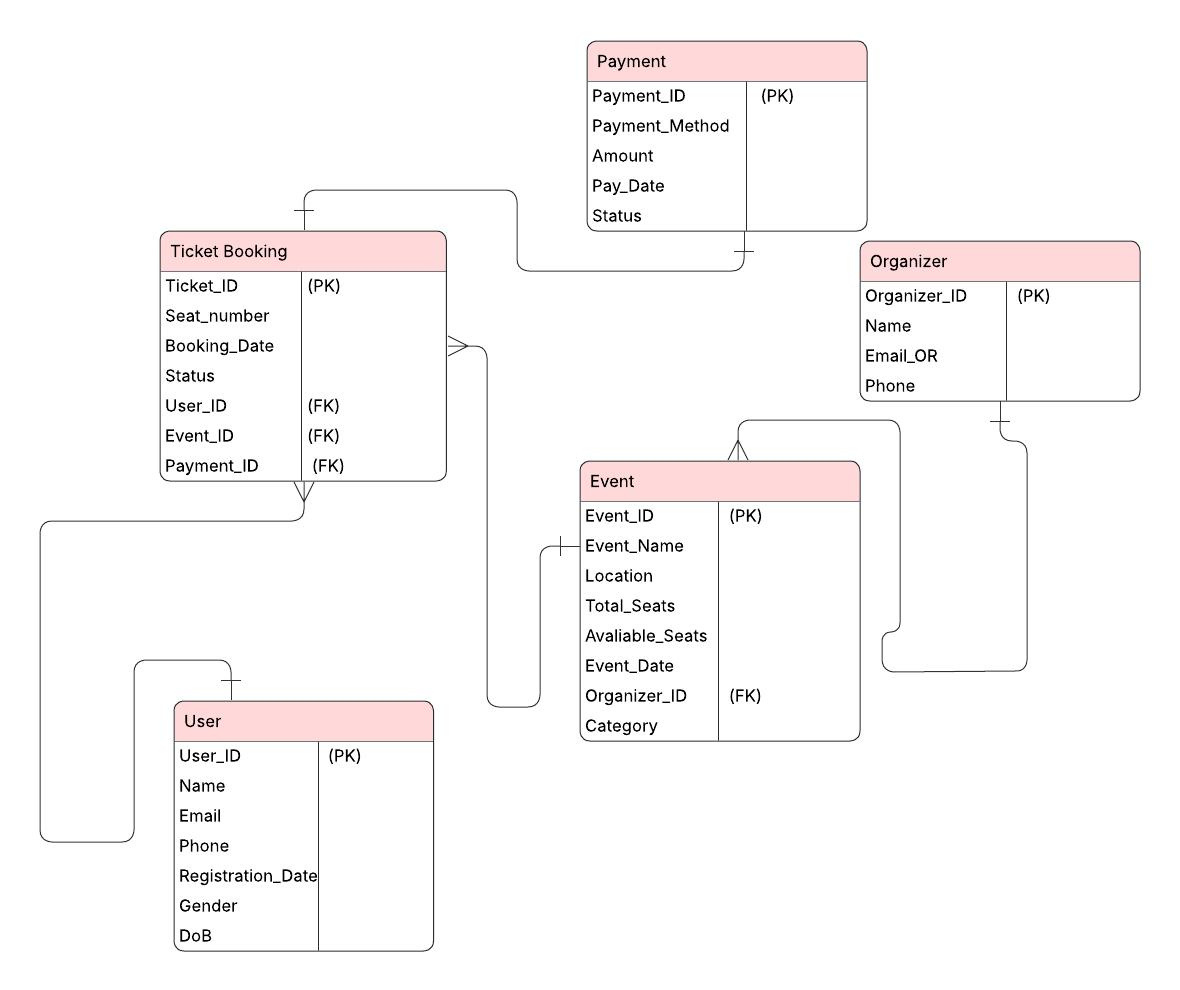 Payment
Payment_ID (PK)
Payment_Method
Amount
Pay_Date
Status
Ticket Booking
Ticket_ID (PK)
Seat_number
Booking_Date
Status
User_ID (FK)
Event_ID (FK)
Payment_ID (FK)
Organizer
Organizer_ID (PK)
Name
Email_OR
Phone
Event
Event_ID (PK)
Event_Name
Location
Total_Seats
Avaliable_Seats
Event_Date
Organizer_ID (FK)
Category
User
User_ID (PK)
Name
Email
Phone
Registration_Date
Gender
DoB